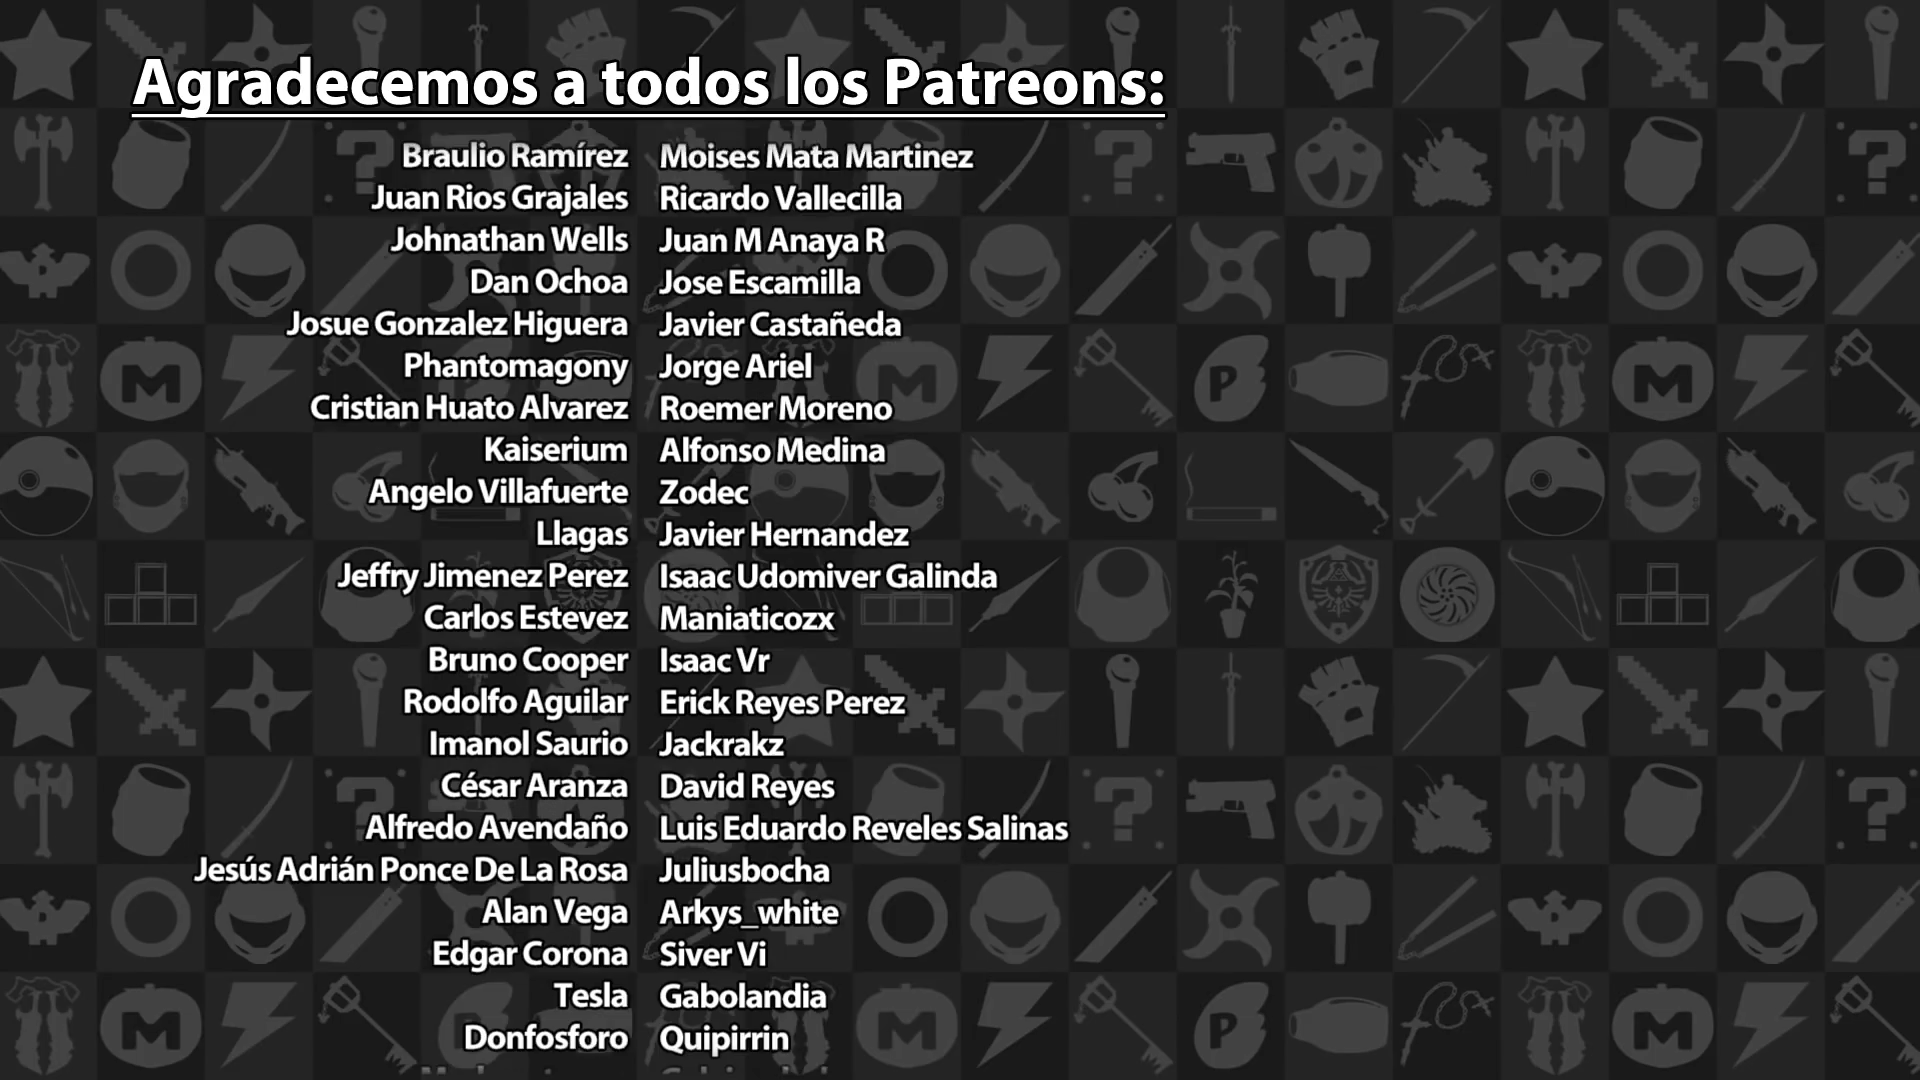 Agradecemos a todos los Patreons:
Braulio Ramírez
Juan Rios Grajales
Johnathan Wells
Dan Ochoa
Josue Gonzalez Higuera
Phantomagony
Cristian Huato Alvarez
Kaiserium
Angelo Villafuerte
Llagas
Jeffry Jimenez Perez
Carlos Estevez
Bruno Cooper
Rodolfo Aguilar
Imanol Saurio
César Aranza
Alfredo Avendaño
Jesús Adrián Ponce De La Rosa
Alan Vega
Edgar Corona
Tesla
Donfosforo
Moises Mata Martinez
Ricardo Vallecilla
Juan M Anaya R
Jose Escamilla
Javier Castañeda
Jorge Ariel
Roemer Moreno
Alfonso Medina
Zodec
Javier Hernandez
Isaac Udomiver Galinda
Maniaticozx
Isaac Vr
Erick Reyes Perez
Jackrakz
David Reyes
Luis Eduardo Reveles Salinas
Juliusbocha
Arkys_white
Siver Vi
Gabolandia
Quipirrin